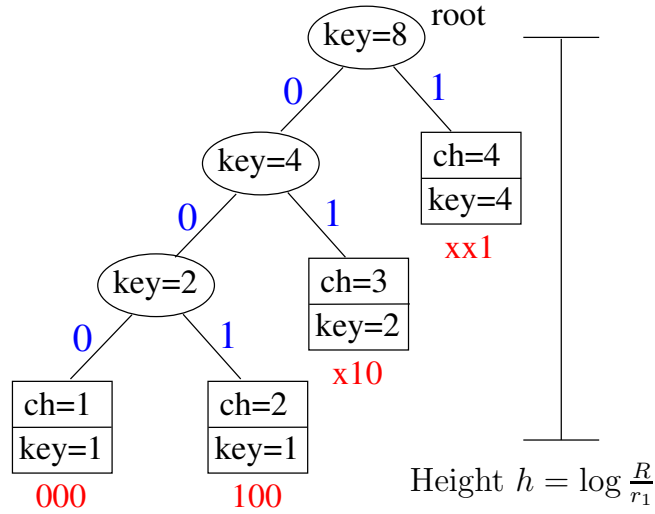 key=8 root
0 1
key=4 ch=4
key=4
0 1 xx1
key=2 ch=3
key=2
0 1 x10
ch=1 ch=2
key=1 key=1
000 100
Height h = log R/r₁